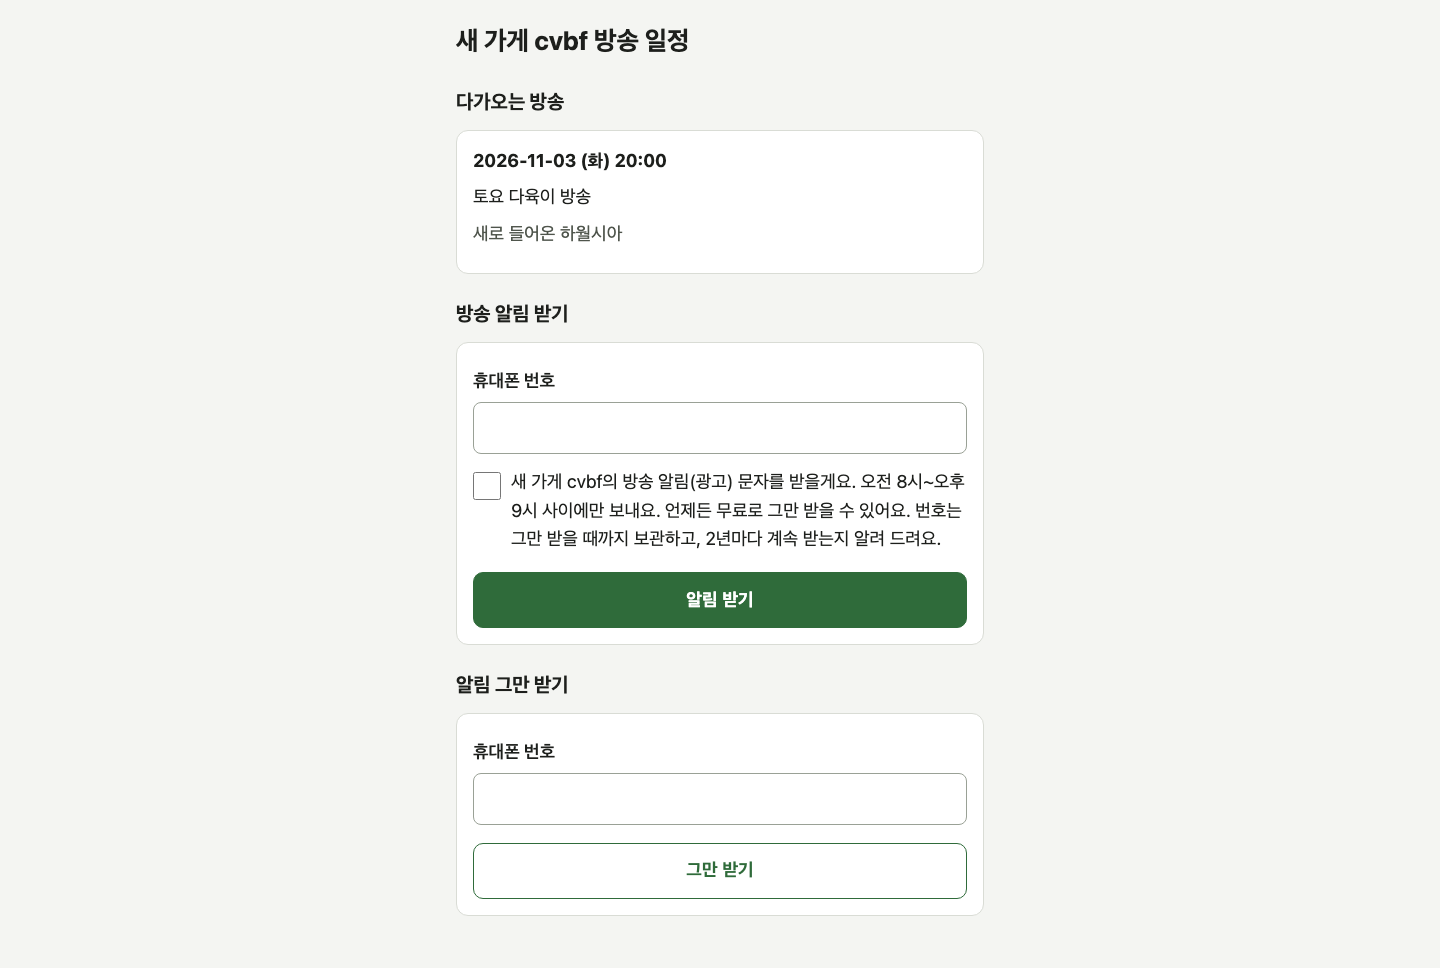 새 가게 cvbf 방송 일정
다가오는 방송
2026-11-03 (화) 20:00
토요 다육이 방송
새로 들어온 하월시아
방송 알림 받기
휴대폰 번호
새 가게 cvbf의 방송 알림(광고) 문자를 받을게요. 오전 8시~오후
9시 사이에만 보내요. 언제든 무료로 그만 받을 수 있어요. 번호는
그만 받을 때까지 보관하고, 2년마다 계속 받는지 알려 드려요.
알림 받기
알림 그만 받기
휴대폰 번호
그만 받기